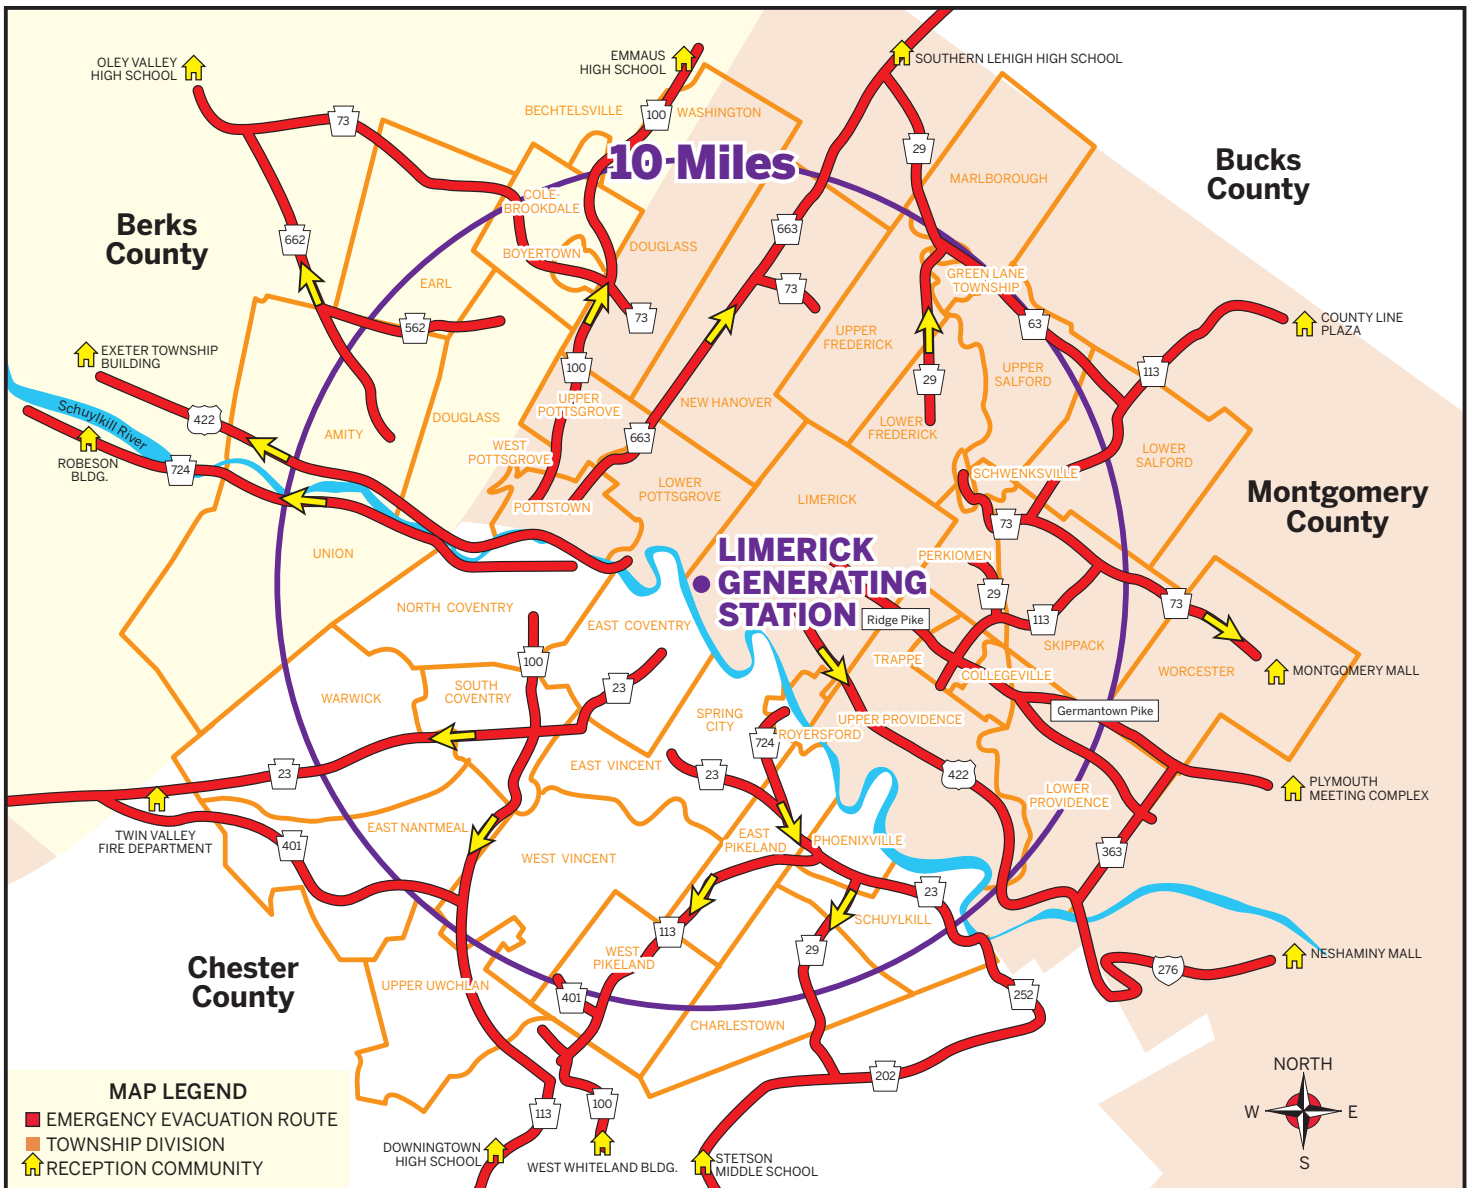 EMMAUS
HIGH SCHOOL
SOUTHERN LEHIGH HIGH SCHOOL
OLEY VALLEY
HIGH SCHOOL
BECHTELSVILLE
100
WASHINGTON
73
29
10-Miles
Bucks
County
MARLBOROUGH
COLE-
BROOKDALE
Berks
County
662
663
DOUGLASS
BOYERTOWN
EARL
GREEN LANE
TOWNSHIP
73
73
562
63
COUNTY LINE
PLAZA
UPPER
FREDERICK
EXETER TOWNSHIP
BUILDING
100
29
UPPER
SALFORD
113
UPPER
POTTSGROVE
NEW HANOVER
Schuylkill River
422
DOUGLASS
AMITY
LOWER
FREDERICK
663
WEST
POTTSGROVE
LOWER
SALFORD
ROBESON
BLDG.
724
SCHWENKSVILLE
LOWER
POTTSGROVE
LIMERICK
POTTSTOWN
Montgomery
County
73
UNION
LIMERICK
GENERATING
STATION
PERKIOMEN
29
73
NORTH COVENTRY
EAST COVENTRY
Ridge Pike
113
SKIPPACK
100
TRAPPE
COLLEGEVILLE
WORCESTER
MONTGOMERY MALL
WARWICK
SOUTH
COVENTRY
23
SPRING
CITY
Germantown Pike
UPPER PROVIDENCE
724
ROYERSFORD
23
EAST VINCENT
23
422
LOWER
PROVIDENCE
PLYMOUTH
MEETING COMPLEX
TWIN VALLEY
FIRE DEPARTMENT
401
EAST NANTMEAL
WEST VINCENT
EAST
PIKELAND
PHOENIXVILLE
363
23
SCHUYLKILL
113
29
WEST
PIKELAND
NESHAMINY MALL
276
Chester
County
UPPER UWCHLAN
401
252
CHARLESTOWN
NORTH
W
E
S
202
MAP LEGEND
EMERGENCY EVACUATION ROUTE
TOWNSHIP DIVISION
RECEPTION COMMUNITY
113
100
DOWNINGTOWN
HIGH SCHOOL
WEST WHITELAND BLDG.
STETSON
MIDDLE SCHOOL